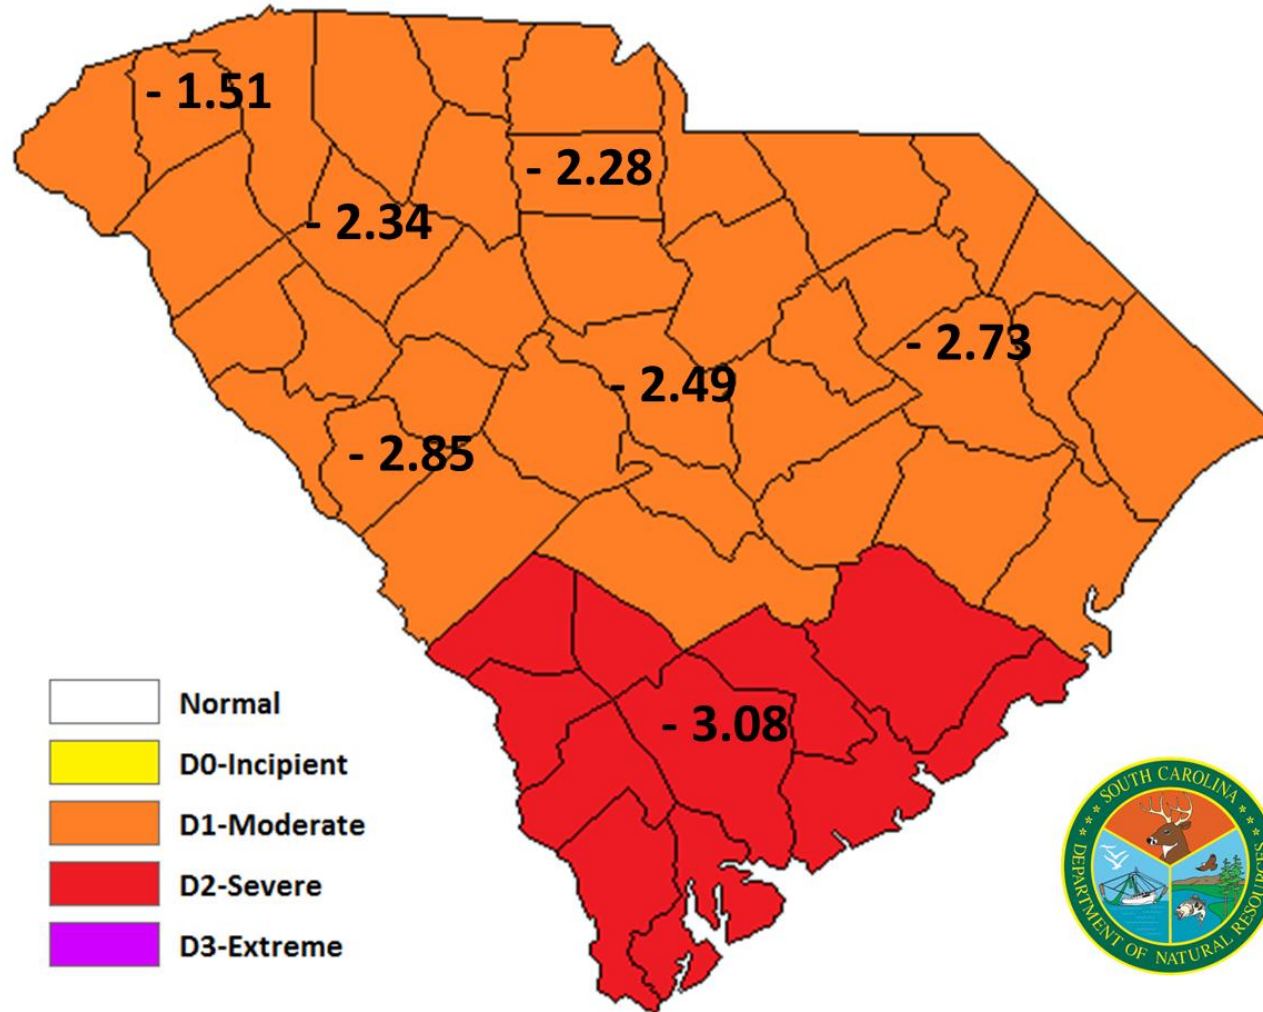 - 1.51
- 2.28
- 2.34
- 2.73
- 2.49
- 2.85
- 3.08
Normal
D0-Incipient
D1-Moderate
D2-Severe
D3-Extreme
SOUTH CAROLINA
DEPARTMENT OF NATURAL RESOURCES